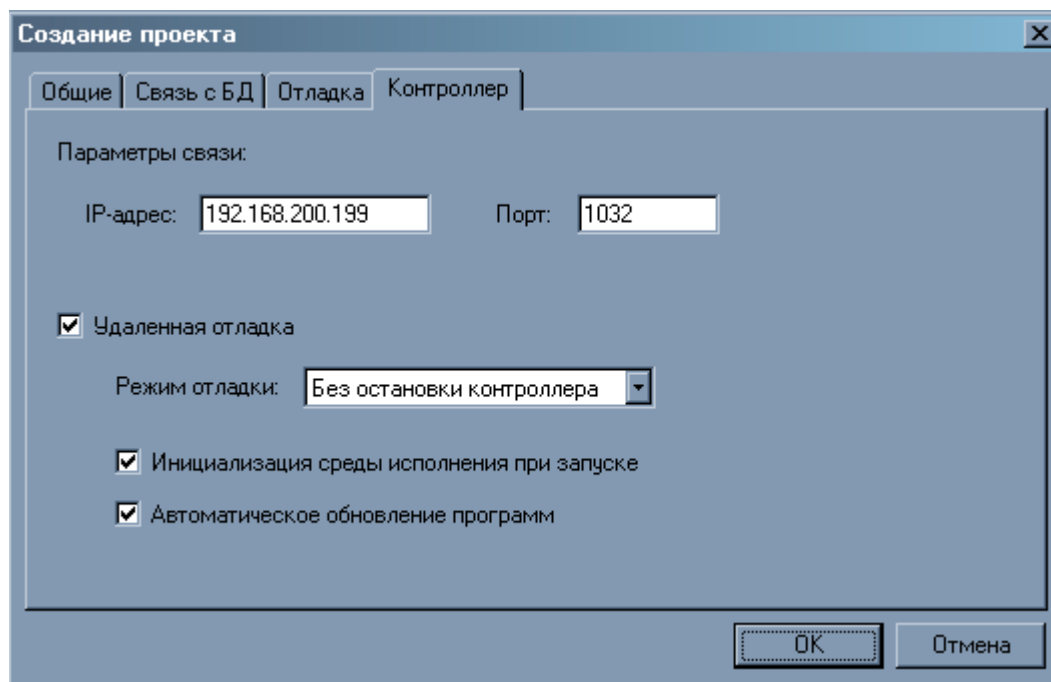 Создание проекта
Общие Связь с БД Отладка Контроллер
Параметры связи:
IP-адрес: 192.168.200.199 Порт: 1032
Удаленная отладка
Режим отладки: Без остановки контроллера
Инициализация среды исполнения при запуске
Автоматическое обновление программ
OK Отмена